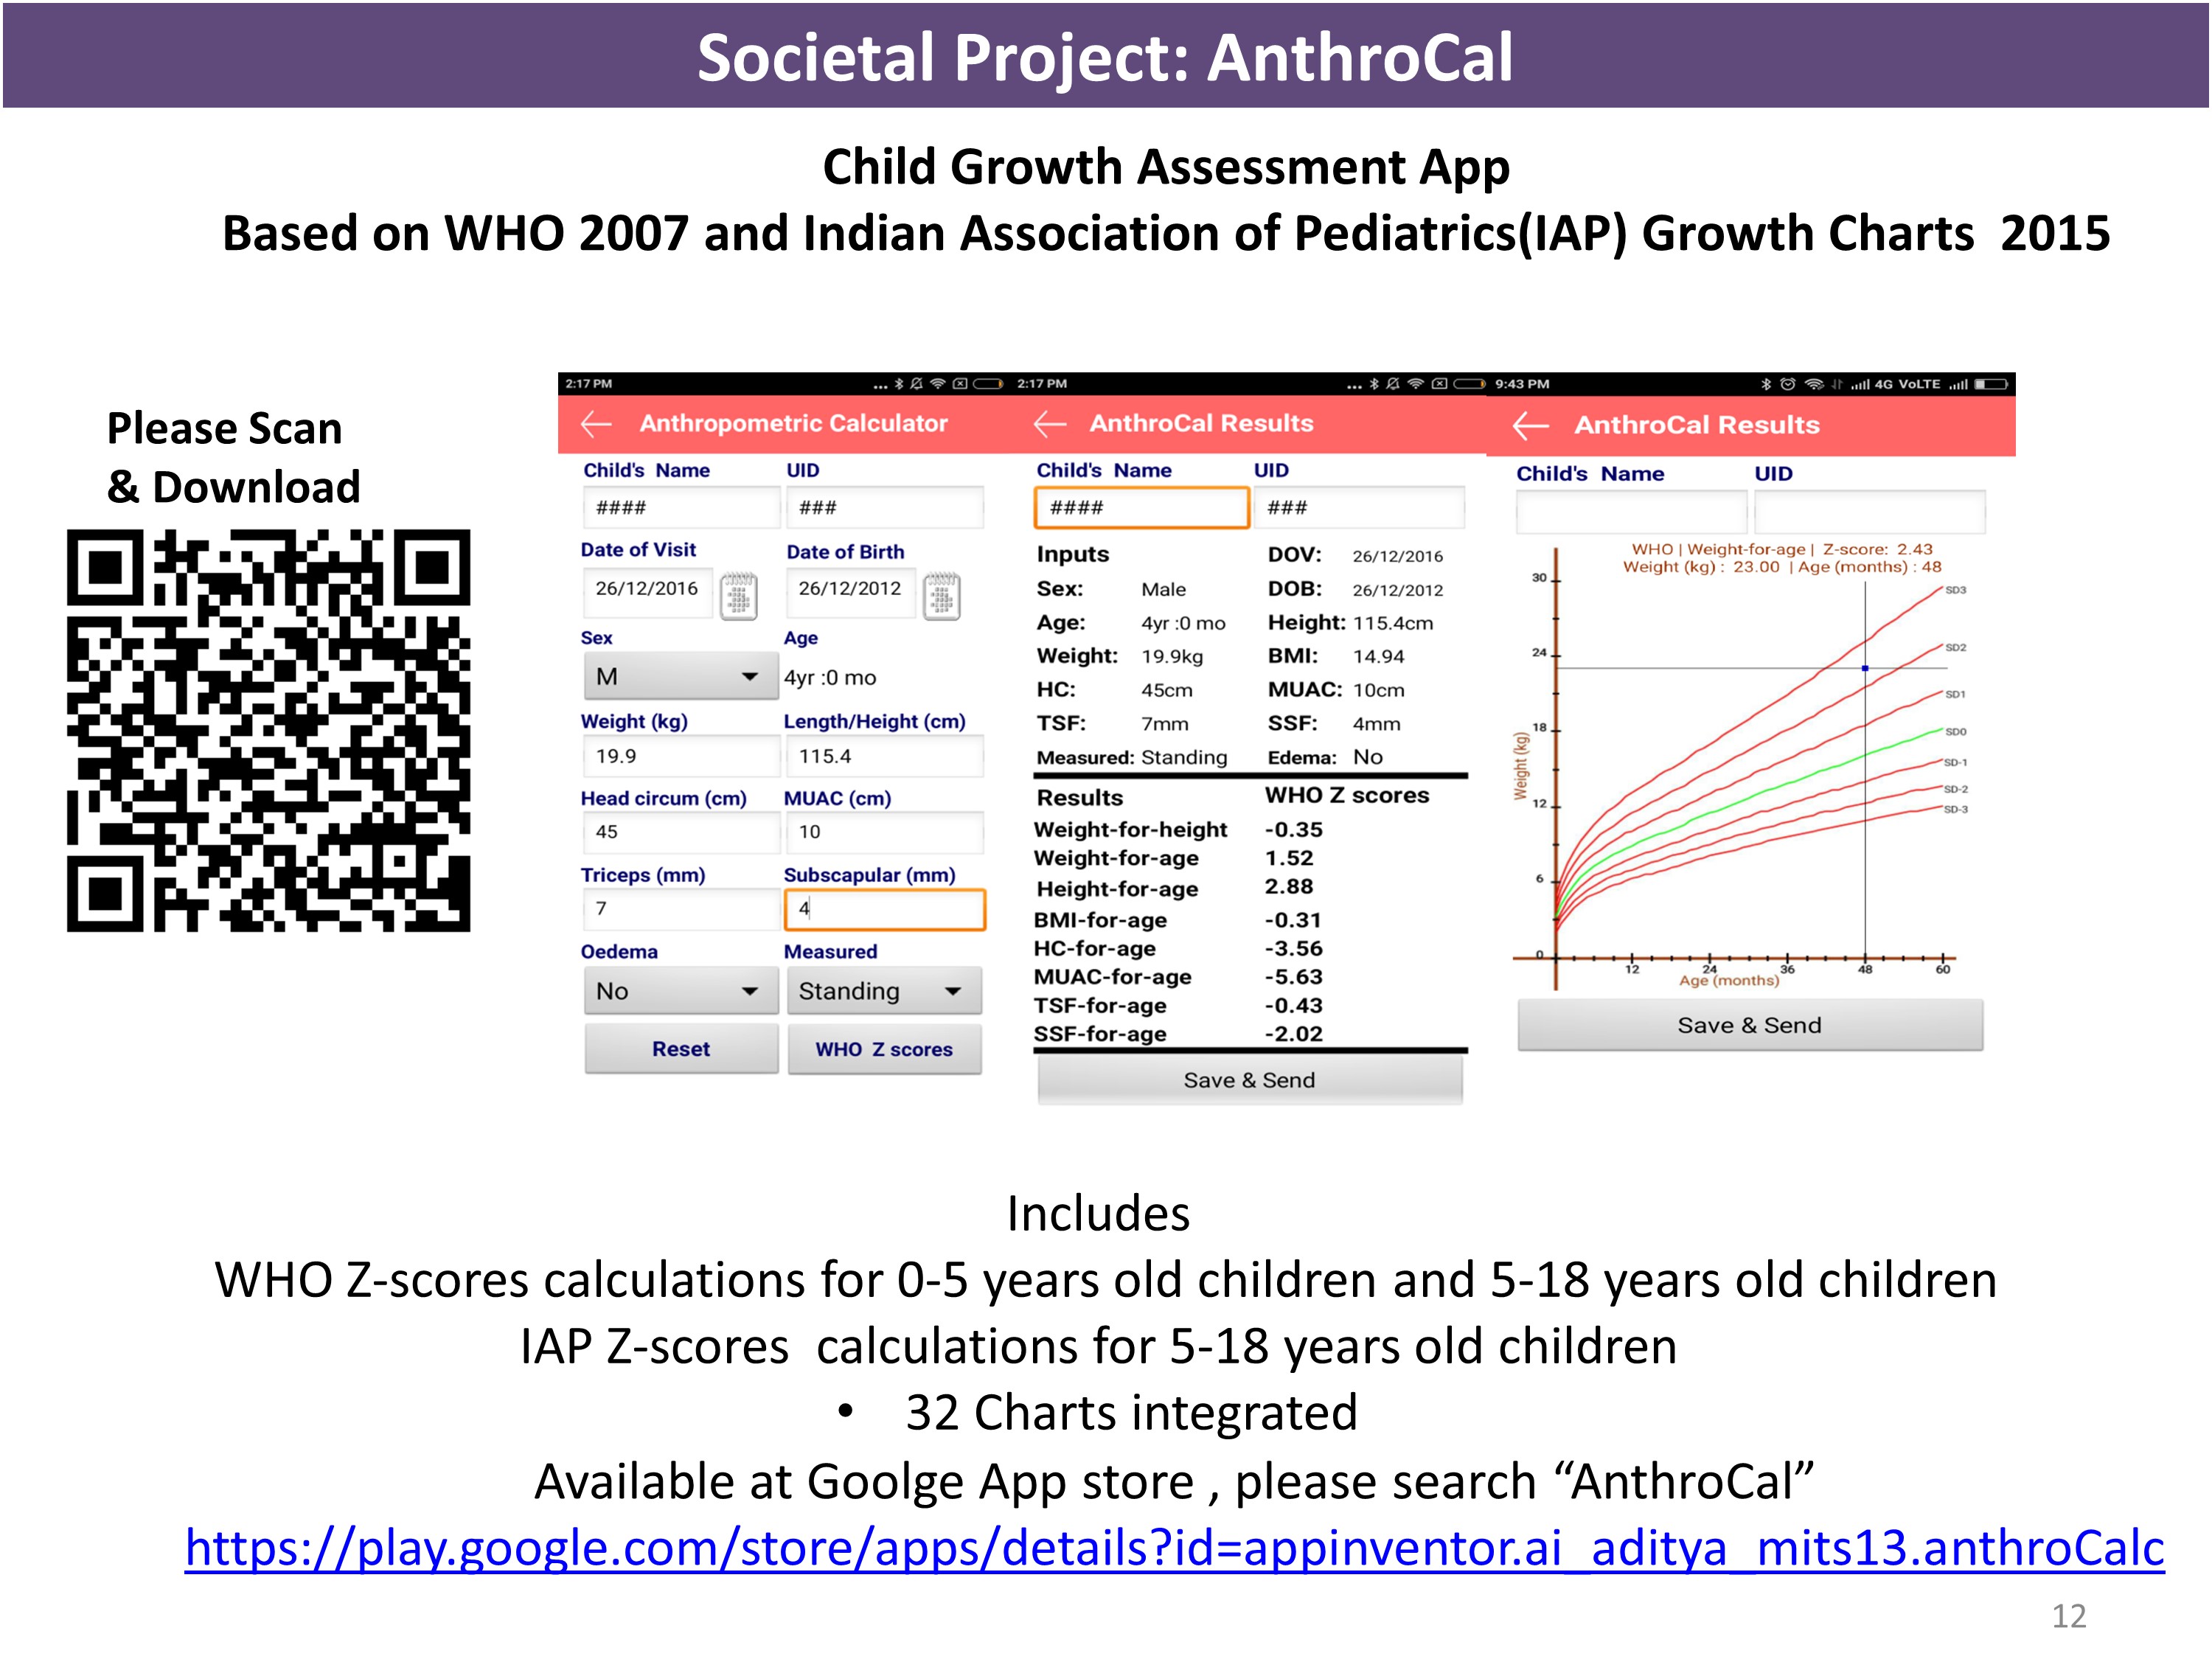 Societal Project: AnthroCal
Child Growth Assessment App
Based on WHO 2007 and Indian Association of Pediatrics(IAP) Growth Charts 2015
Please Scan
& Download
2:17 PM
Anthropometric Calculator
Child's Name UID
#### ###
Date of Visit Date of Birth
26/12/2016 26/12/2012
Sex Age
M 4yr :0 mo
Weight (kg) Length/Height (cm)
19.9 115.4
Head circum (cm) MUAC (cm)
45 10
Triceps (mm) Subscapular (mm)
7 4
Oedema Measured
No Standing
Reset WHO Z scores
2:17 PM
AnthroCal Results
Child's Name UID
#### ###
Inputs DOV: 26/12/2016
Sex: Male DOB: 26/12/2012
Age: 4yr :0 mo Height: 115.4cm
Weight: 19.9kg BMI: 14.94
HC: 45cm MUAC: 10cm
TSF: 7mm SSF: 4mm
Measured: Standing Edema: No
Results WHO Z scores
Weight-for-height -0.35
Weight-for-age 1.52
Height-for-age 2.88
BMI-for-age -0.31
HC-for-age -3.56
MUAC-for-age -5.63
TSF-for-age -0.43
SSF-for-age -2.02
Save & Send
9:43 PM 4G VoLTE
AnthroCal Results
Child's Name UID
WHO | Weight-for-age | Z-score: 2.43
Weight (kg) : 23.00 | Age (months) : 48
30
24
18
12
6
0
Weight (kg)
SD3
SD2
SD1
SD0
SD-1
SD-2
SD-3
12 24 36 48 60
Age (months)
Save & Send
Includes
WHO Z-scores calculations for 0-5 years old children and 5-18 years old children
IAP Z-scores calculations for 5-18 years old children
• 32 Charts integrated
Available at Goolge App store , please search “AnthroCal”
https://play.google.com/store/apps/details?id=appinventor.ai_aditya_mits13.anthroCalc
12